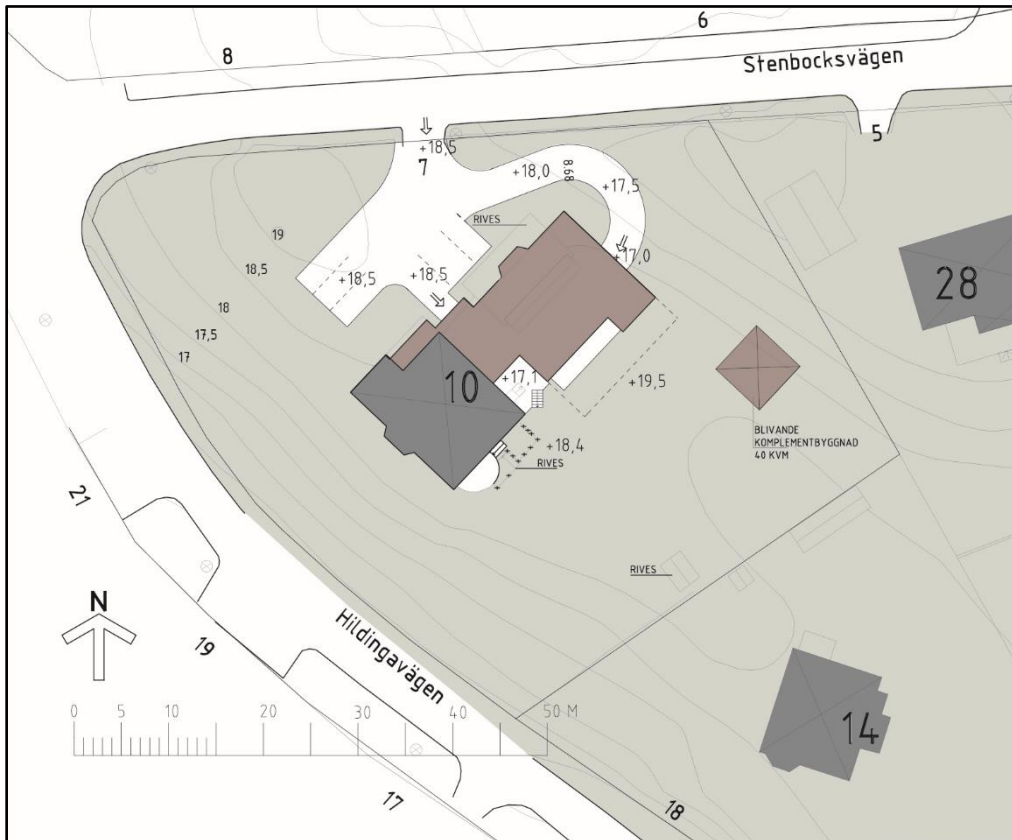 6
8
Stenbocksvägen
5
+18,5
7
+18,0
8.68
+17,5
RIVES
19
+17,0
18,5
+18,5
+18,5
28
18
17,5
17
10
+17,1
+19,5
BLIVANDE
KOMPLEMENTBYGGNAD
40 KVM
+18,4
RIVES
21
RIVES
N
Hildingavägen
19
0 5 10 20 30 40 50 M
14
17
18